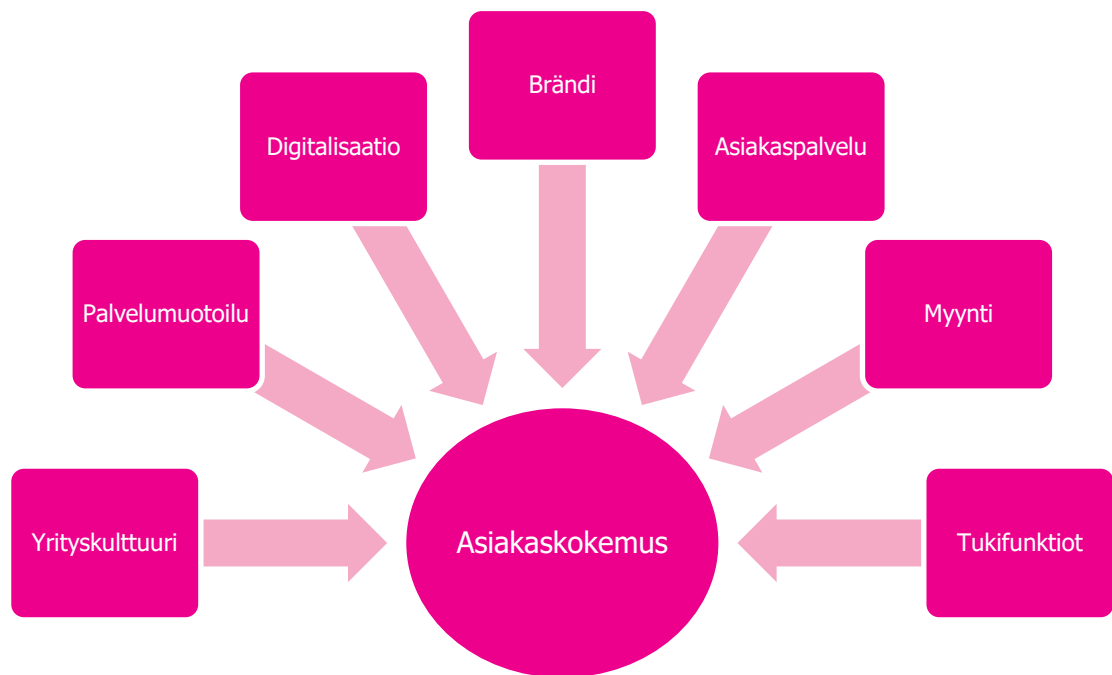 Brändi
Digitalisaatio
Asiakaspalvelu
Palvelumuotoilu
Myynti
Yrityskulttuuri
Asiakaskokemus
Tukifunktiot